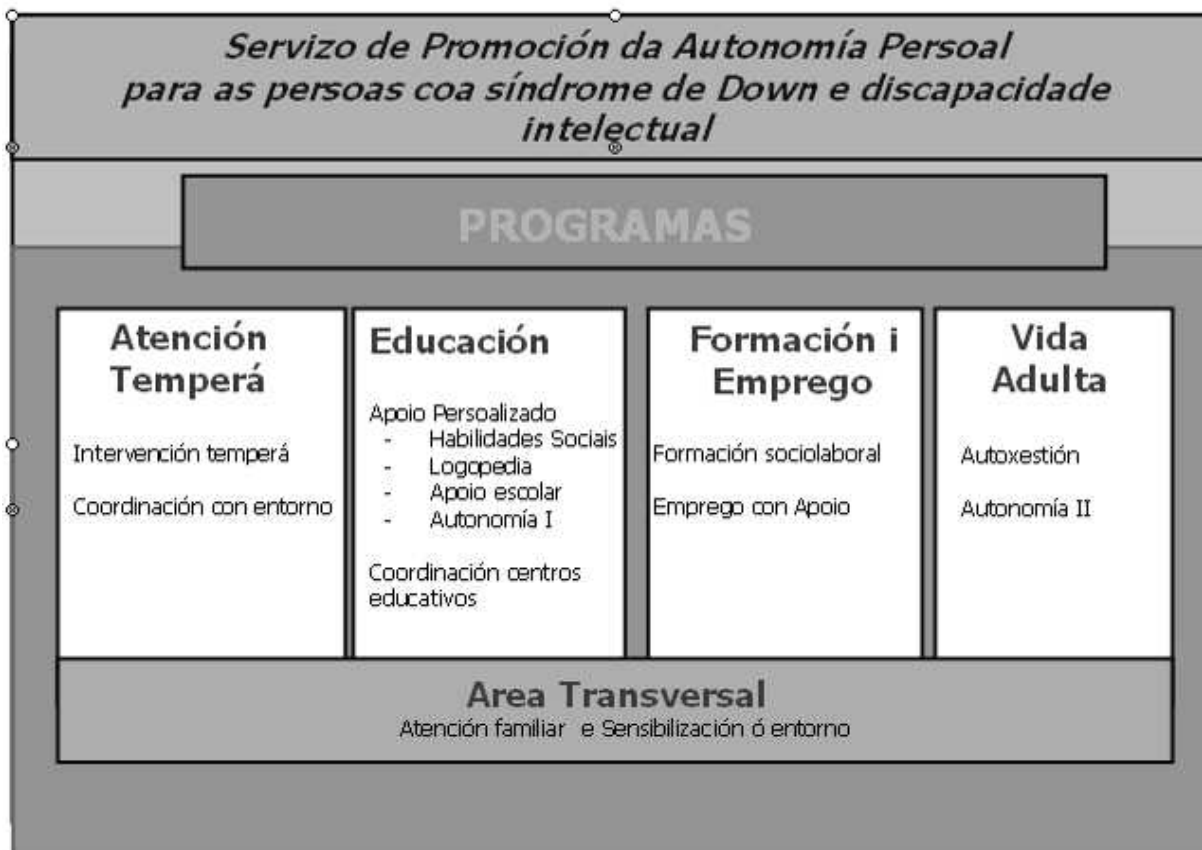 Servizo de Promoción da Autonomía Persoal
para as persoas coa síndrome de Down e discapacidade
intelectual
PROGRAMAS
Atención
Temperá
Intervención temperá
Coordinación con entorno
Educación
Apoio Persoalizado
- Habilidades Sociais
- Logopedia
- Apoio escolar
- Autonomía I
Coordinación centros
educativos
Formación i
Emprego
Formación sociolaboral
Emprego con Apoio
Vida
Adulta
Autoxestión
Autonomía II
Area Transversal
Atención familiar e Sensibilización ó entorno